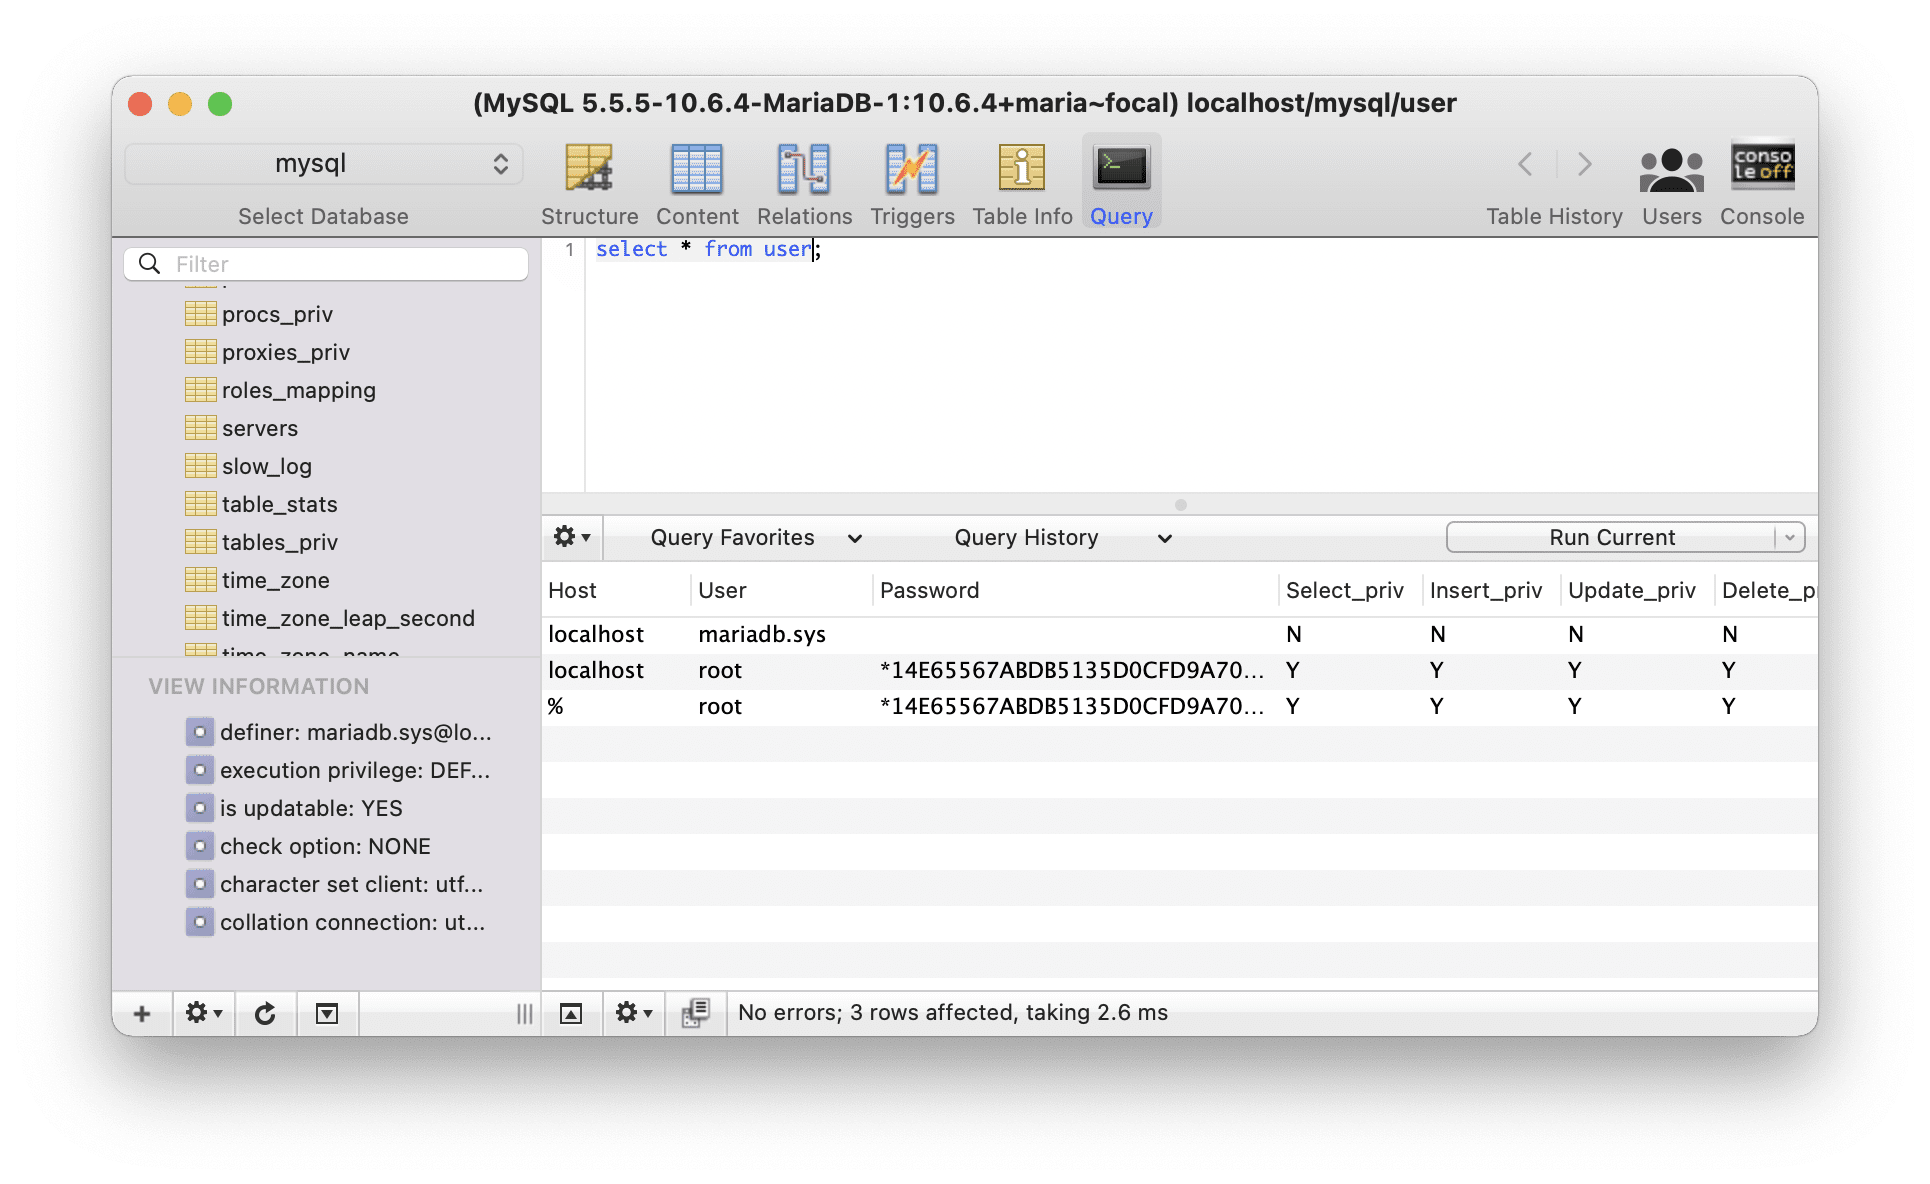 (MySQL 5.5.5-10.6.4-MariaDB-1:10.6.4+maria~focal) localhost/mysql/user
mysql
Select Database
Structure
Content
Relations
Triggers
Table Info
Query
Table History
Users
console off
Console
Filter
procs_priv
proxies_priv
roles_mapping
servers
slow_log
table_stats
tables_priv
time_zone
time_zone_leap_second
time_zone_name
VIEW INFORMATION
definer: mariadb.sys@lo...
execution privilege: DEF...
is updatable: YES
check option: NONE
character set client: utf...
collation connection: ut...
1 select * from user;
Query Favorites Query History Run Current
Host User Password Select_priv Insert_priv Update_priv Delete_pr
localhost mariadb.sys N N N N
localhost root *14E65567ABDB5135D0CFD9A70... Y Y Y Y
% root *14E65567ABDB5135D0CFD9A70... Y Y Y Y
No errors; 3 rows affected, taking 2.6 ms